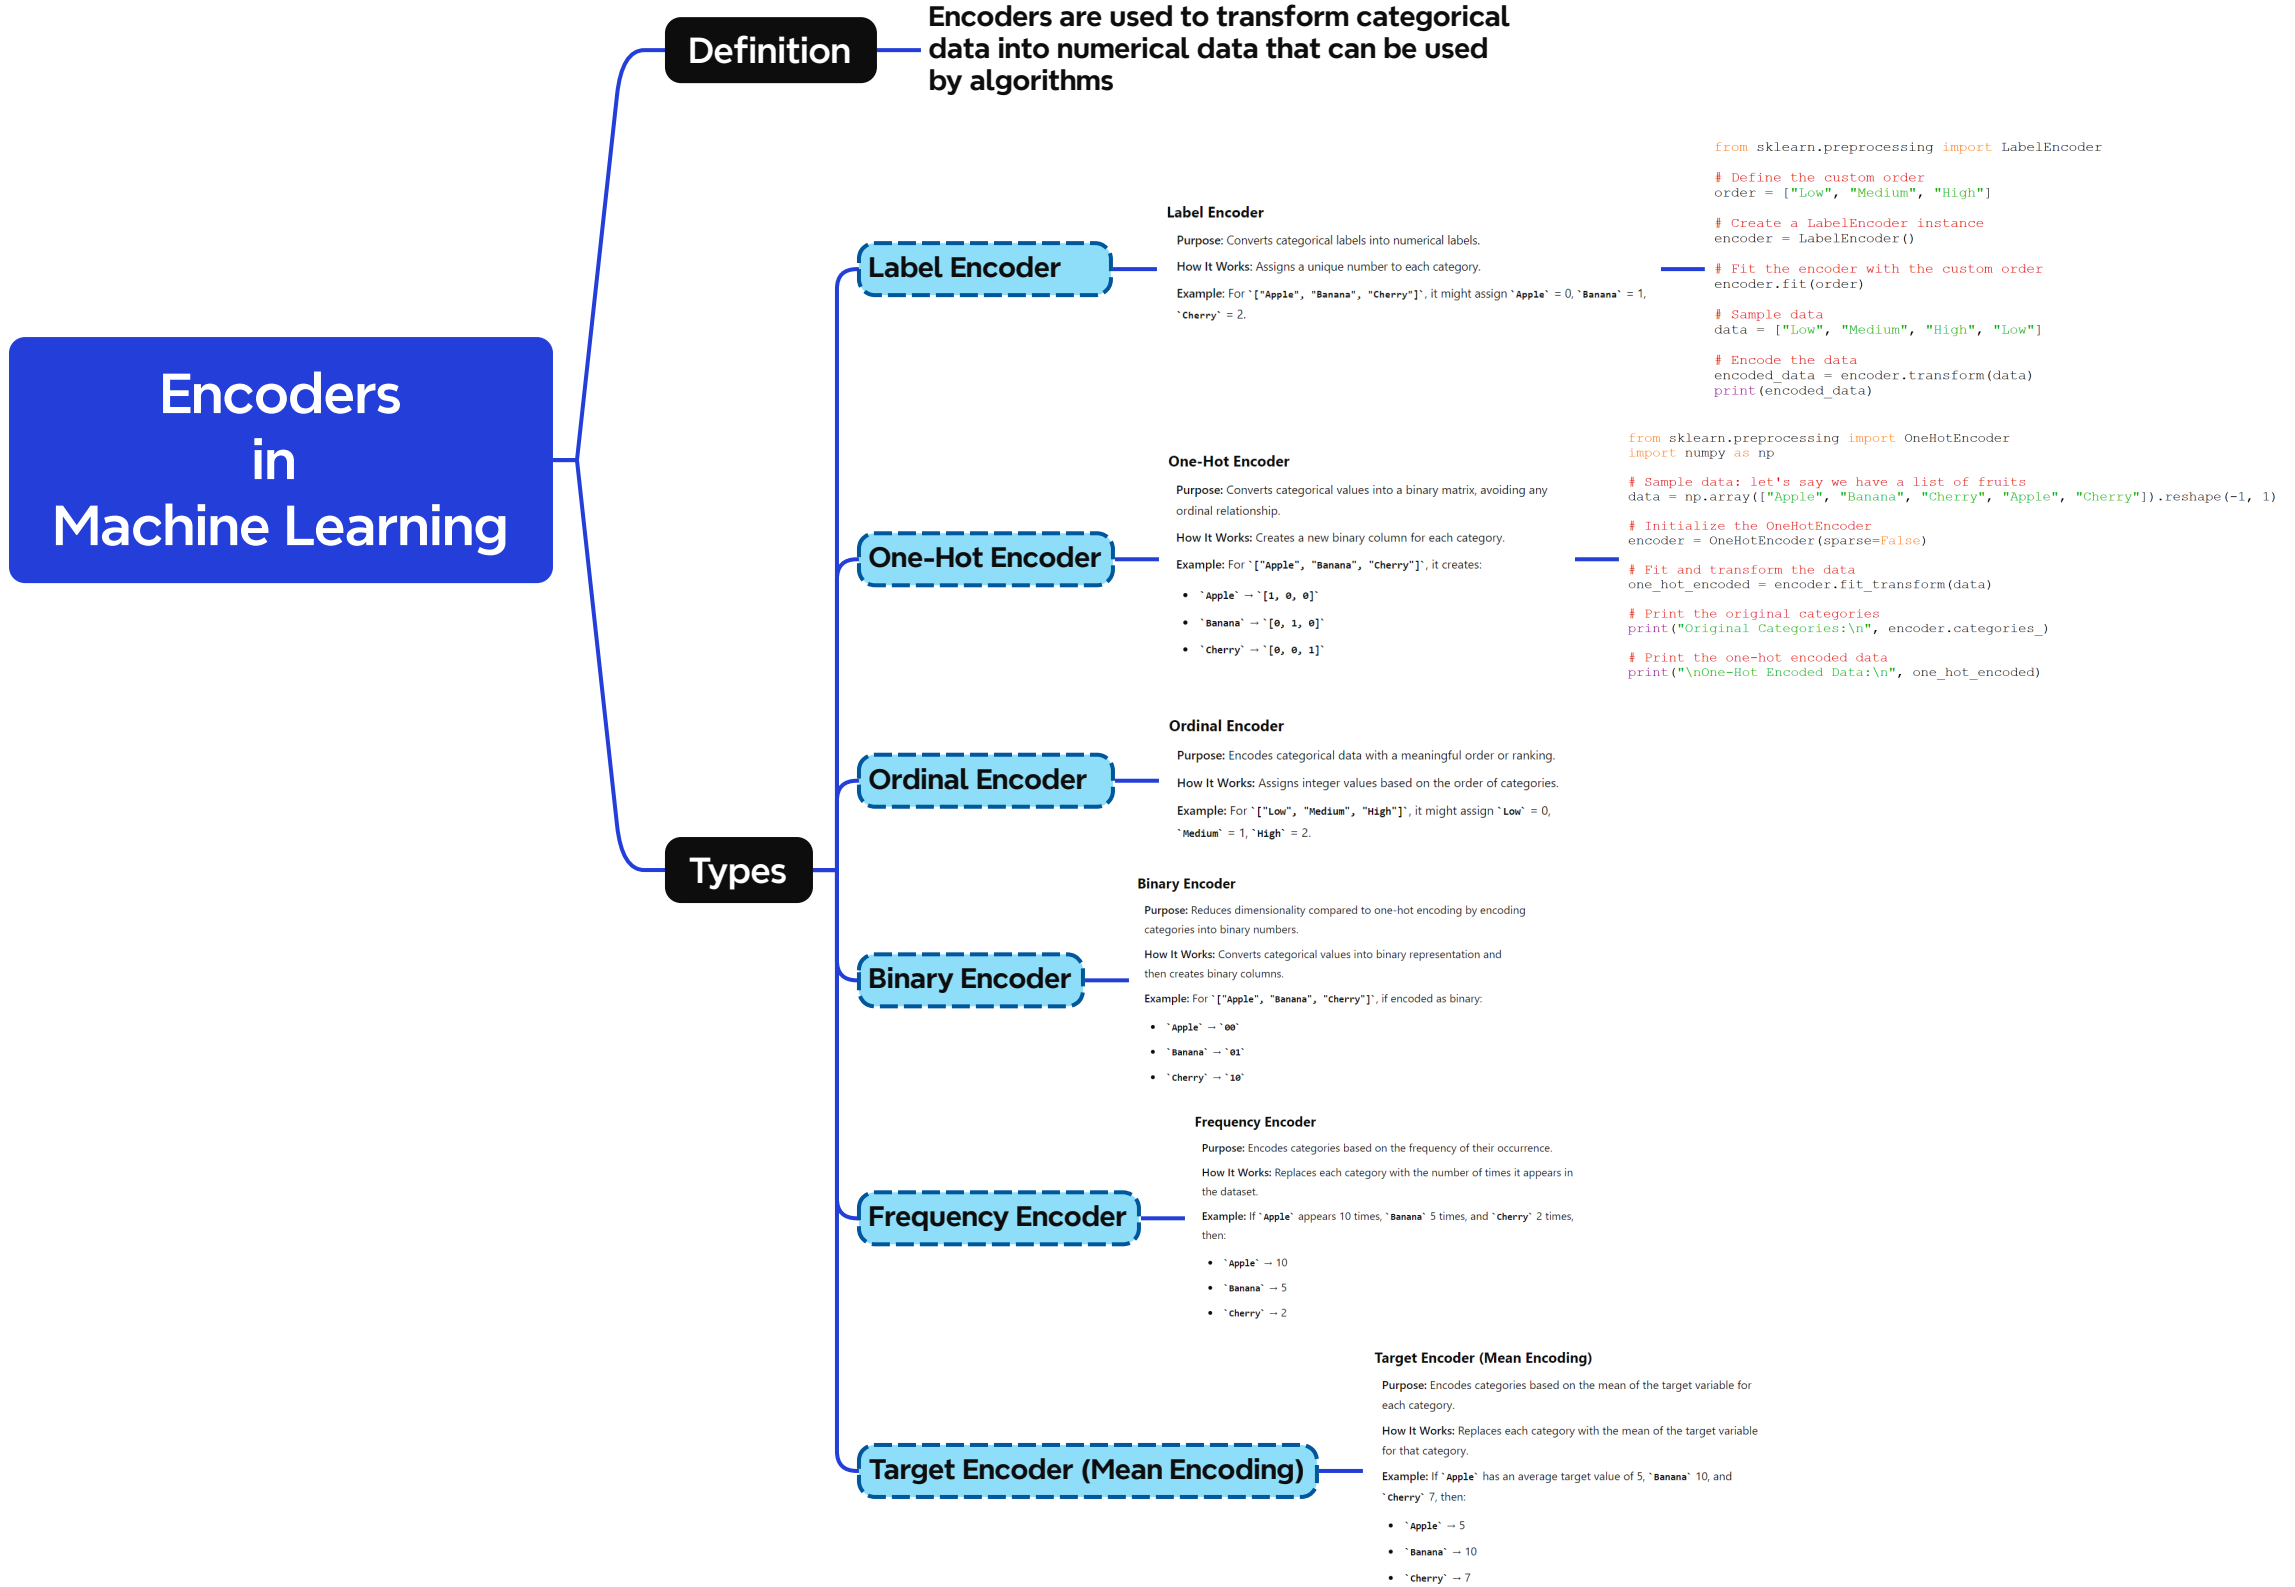 Encoders
in
Machine Learning
Definition
Encoders are used to transform categorical
data into numerical data that can be used
by algorithms
Types
Label Encoder
Label Encoder
Purpose: Converts categorical labels into numerical labels.
How It Works: Assigns a unique number to each category.
Example: For `["Apple", "Banana", "Cherry"]`, it might assign `Apple` = 0, `Banana` = 1,
`Cherry` = 2.
from sklearn.preprocessing import LabelEncoder
# Define the custom order
order = ["Low", "Medium", "High"]
# Create a LabelEncoder instance
encoder = LabelEncoder()
# Fit the encoder with the custom order
encoder.fit(order)
# Sample data
data = ["Low", "Medium", "High", "Low"]
# Encode the data
encoded_data = encoder.transform(data)
print(encoded_data)
One-Hot Encoder
One-Hot Encoder
Purpose: Converts categorical values into a binary matrix, avoiding any
ordinal relationship.
How It Works: Creates a new binary column for each category.
Example: For `["Apple", "Banana", "Cherry"]`, it creates:
• `Apple` → `[1, 0, 0]`
• `Banana` → `[0, 1, 0]`
• `Cherry` → `[0, 0, 1]`
from sklearn.preprocessing import OneHotEncoder
import numpy as np
# Sample data: let's say we have a list of fruits
data = np.array(["Apple", "Banana", "Cherry", "Apple", "Cherry"]).reshape(-1, 1)
# Initialize the OneHotEncoder
encoder = OneHotEncoder(sparse=False)
# Fit and transform the data
one_hot_encoded = encoder.fit_transform(data)
# Print the original categories
print("Original Categories:\n", encoder.categories_)
# Print the one-hot encoded data
print("\nOne-Hot Encoded Data:\n", one_hot_encoded)
Ordinal Encoder
Ordinal Encoder
Purpose: Encodes categorical data with a meaningful order or ranking.
How It Works: Assigns integer values based on the order of categories.
Example: For `["Low", "Medium", "High"]`, it might assign `Low` = 0,
`Medium` = 1, `High` = 2.
Binary Encoder
Binary Encoder
Purpose: Reduces dimensionality compared to one-hot encoding by encoding
categories into binary numbers.
How It Works: Converts categorical values into binary representation and
then creates binary columns.
Example: For `["Apple", "Banana", "Cherry"]`, if encoded as binary:
• `Apple` → `00`
• `Banana` → `01`
• `Cherry` → `10`
Frequency Encoder
Frequency Encoder
Purpose: Encodes categories based on the frequency of their occurrence.
How It Works: Replaces each category with the number of times it appears in
the dataset.
Example: If `Apple` appears 10 times, `Banana` 5 times, and `Cherry` 2 times,
then:
• `Apple` → 10
• `Banana` → 5
• `Cherry` → 2
Target Encoder (Mean Encoding)
Target Encoder (Mean Encoding)
Purpose: Encodes categories based on the mean of the target variable for
each category.
How It Works: Replaces each category with the mean of the target variable
for that category.
Example: If `Apple` has an average target value of 5, `Banana` 10, and
`Cherry` 7, then:
• `Apple` → 5
• `Banana` → 10
• `Cherry` → 7